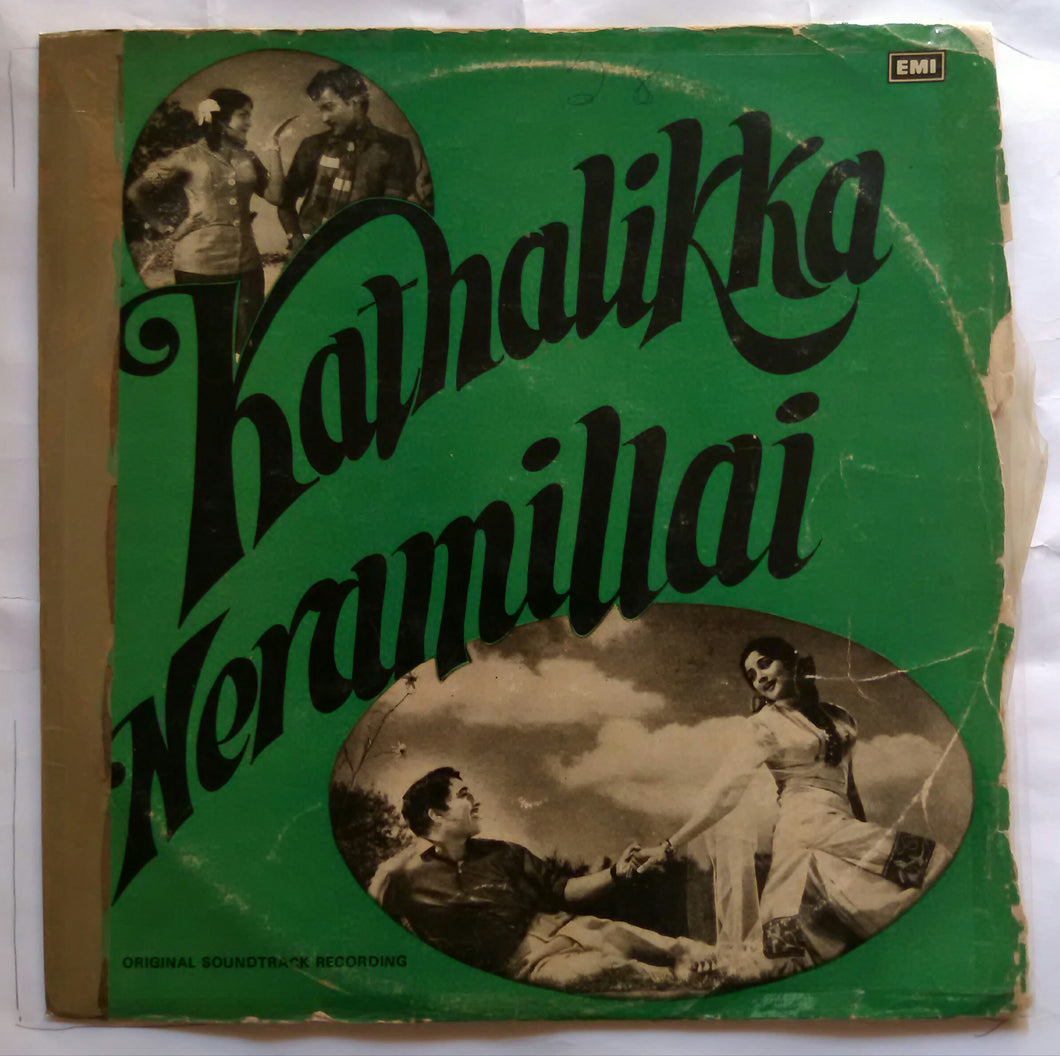 EMI
Kathalikka
Neramillai
ORIGINAL SOUNDTRACK RECORDING